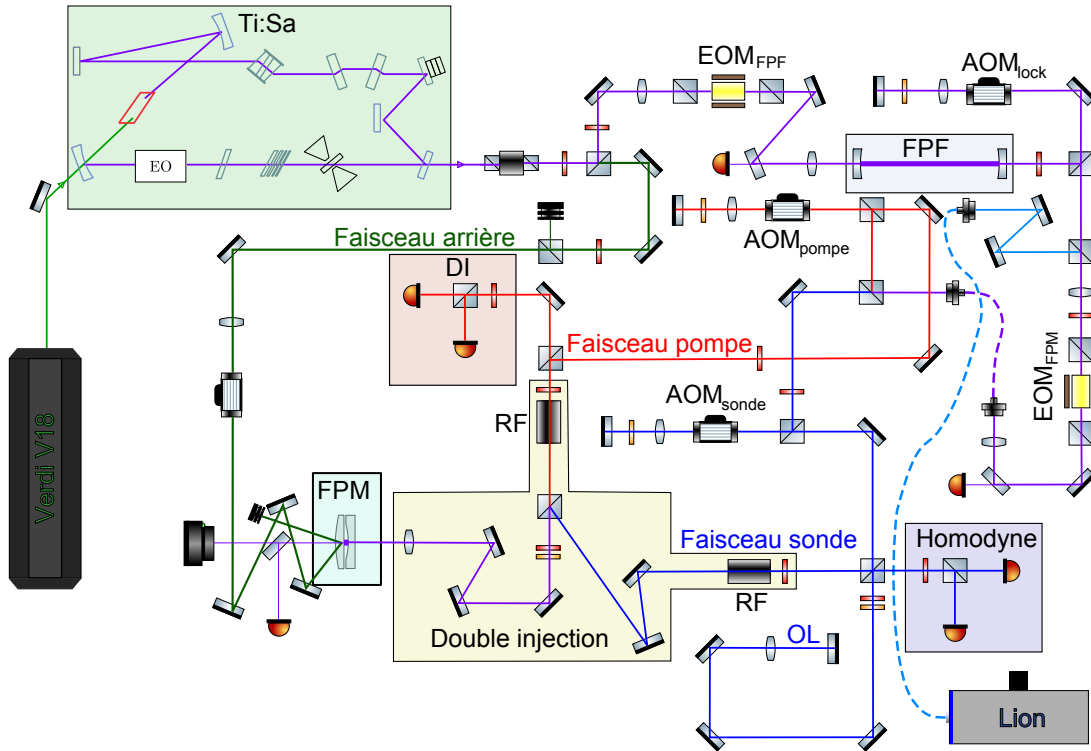 Ti:Sa
EOM_FPF
AOM_lock
EO
FPF
AOM_pompe
Faisceau arrière
DI
Faisceau pompe
EOM_FPM
AOM_sonde
RF
Verdi V18
FPM
Faisceau sonde
Homodyne
RF
Double injection
OL
Lion